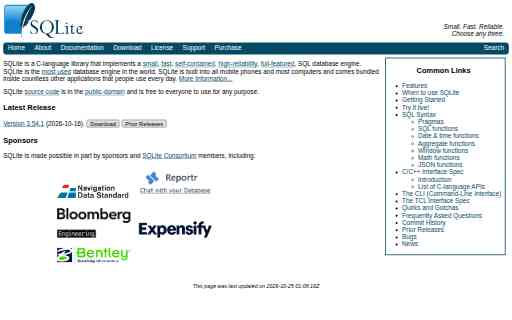 SQLite
Small. Fast. Reliable.
Choose any three.
Home About Documentation Download License Support Purchase Search
SQLite is a C-language library that implements a small, fast, self-contained, high-reliability, full-featured, SQL database engine.
SQLite is the most used database engine in the world. SQLite is built into all mobile phones and most computers and comes bundled
inside countless other applications that people use every day. More Information...
SQLite source code is in the public-domain and is free to everyone to use for any purpose.
Latest Release
Version 3.54.1 (2026-10-16). Download Prior Releases
Sponsors
SQLite is made possible in part by sponsors and SQLite Consortium members, including:
Navigation
Data Standard
Reportr
Chat with your Database
Bloomberg
Engineering
Expensify
Bentley
Common Links
Features
When to use SQLite
Getting Started
Try it live!
SQL Syntax
Pragmas
SQL functions
Date & time functions
Aggregate functions
Window functions
Math functions
JSON functions
C/C++ Interface Spec
Introduction
List of C-language APIs
The CLI (Command-Line Interface)
The TCL Interface Spec
Quirks and Gotchas
Frequently Asked Questions
Commit History
Prior Releases
Bugs
News
This page was last updated on 2026-10-25 01:08:10Z